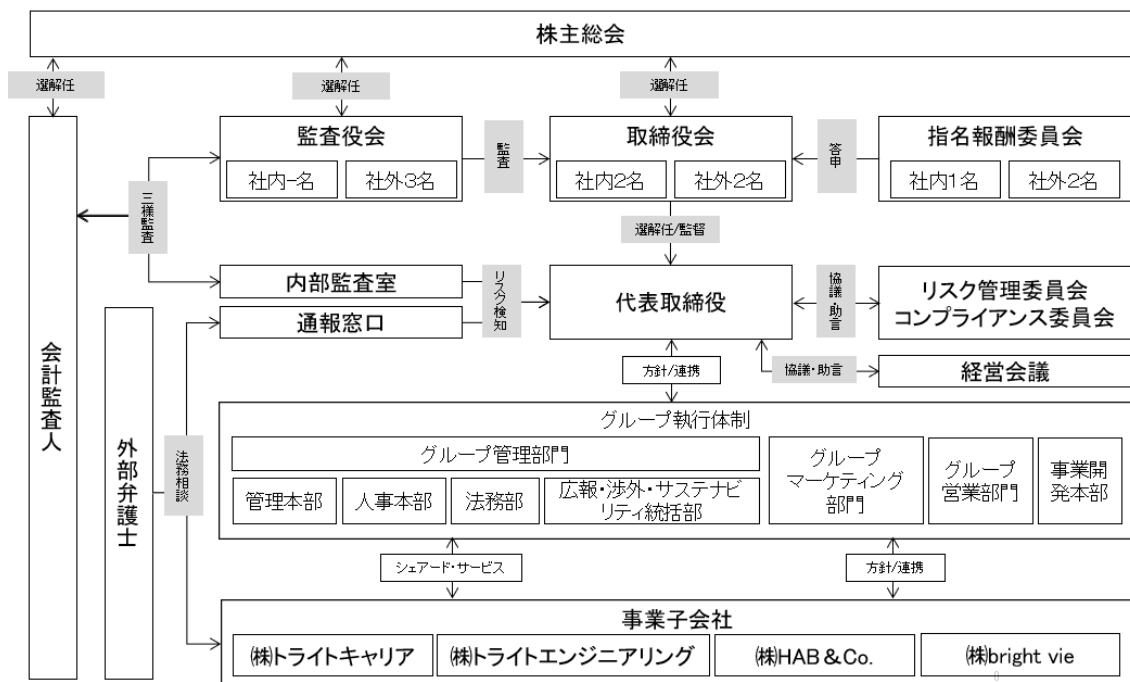 株主総会
選解任
選解任
選解任
監査役会
社内-名
社外3名
監査
取締役会
社内2名
社外2名
答申
指名報酬委員会
社内1名
社外2名
三様監査
選解任/監督
内部監査室
通報窓口
リスク検知
代表取締役
協議・助言
リスク管理委員会
コンプライアンス委員会
方針/連携
協議・助言
経営会議
会計監査人
外部弁護士
法務相談
グループ執行体制
グループ管理部門
管理本部
人事本部
法務部
広報・渉外・サステナビ
リティ統括部
グループ
マーケティング
部門
グループ
営業部門
事業開
発本部
シェアード・サービス
方針/連携
事業子会社
㈱トライトキャリア
㈱トライトエンジニアリング
㈱HAB＆Co.
㈱bright vie